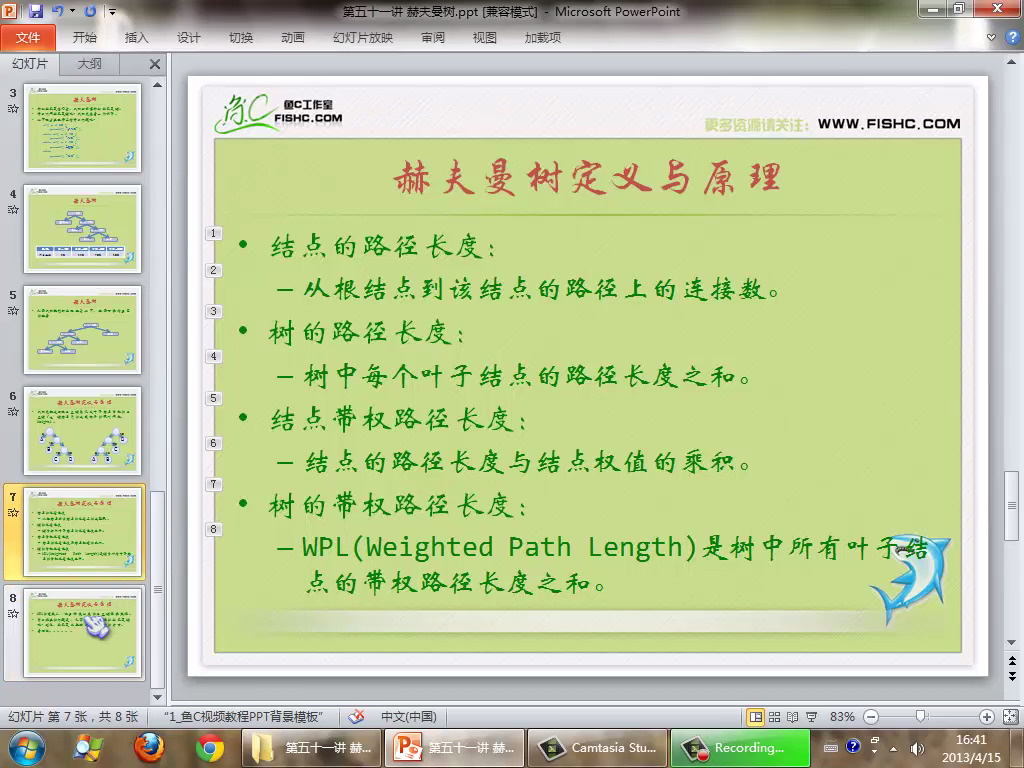 第五十一讲 赫夫曼树.ppt [兼容模式] - Microsoft PowerPoint
文件 开始 插入 设计 切换 动画 幻灯片放映 审阅 视图 加载项
幻灯片 大纲
3
4
5
6
7
8
鱼C工作室
FISHC.COM
更多资源请关注：WWW.FISHC.COM
赫夫曼树定义与原理
1
• 结点的路径长度：
2
– 从根结点到该结点的路径上的连接数。
3
• 树的路径长度：
4
– 树中每个叶子结点的路径长度之和。
5
• 结点带权路径长度：
6
– 结点的路径长度与结点权值的乘积。
7
• 树的带权路径长度：
8
– WPL(Weighted Path Length)是树中所有叶子结
点的带权路径长度之和。
幻灯片 第 7 张，共 8 张 "1_鱼C视频教程PPT背景模板" 中文(中国) 83%
第五十一讲 赫... 第五十一讲 赫... Camtasia Stu... Recording...
16:41
2013/4/15